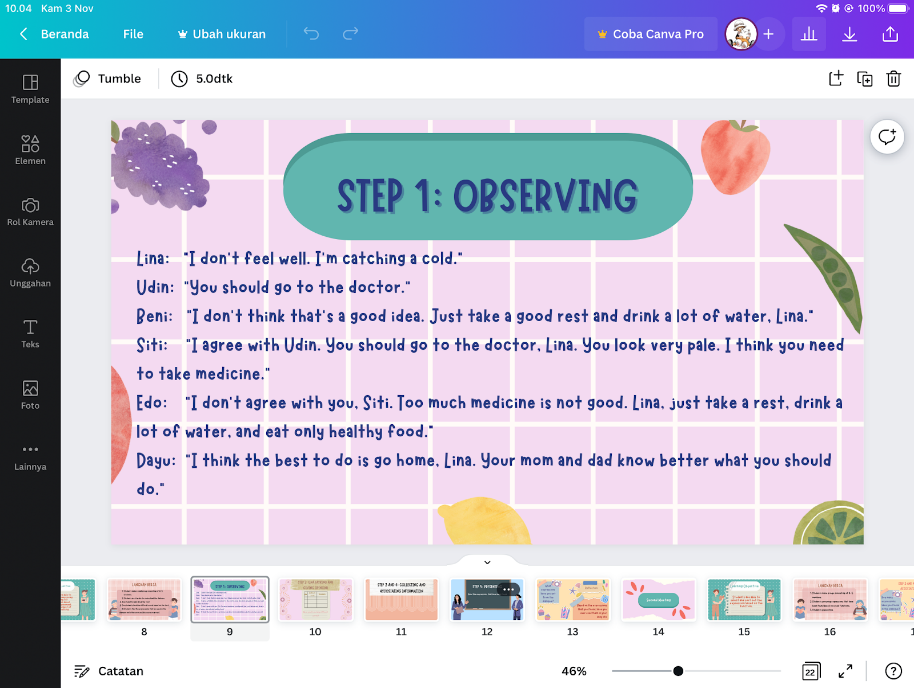 10.04 Kam 3 Nov
100%
Beranda
File
Ubah ukuran
Coba Canva Pro
Template
Elemen
Rol Kamera
Unggahan
Teks
Foto
Lainnya
Tumble
5.0dtk
STEP 1: OBSERVING
Lina: "I don't feel well. I'm catching a cold."
Udin: "You should go to the doctor."
Beni: "I don't think that's a good idea. Just take a good rest and drink a lot of water, Lina."
Siti: "I agree with Udin. You should go to the doctor, Lina. You look very pale. I think you need
to take medicine."
Edo: "I don't agree with you, Siti. Too much medicine is not good. Lina, just take a rest, drink a
lot of water, and eat only healthy food."
Dayu: "I think the best to do is go home, Lina. Your mom and dad know better what you should
do."
8
9
10
11
12
13
14
15
16
Catatan
46%
22